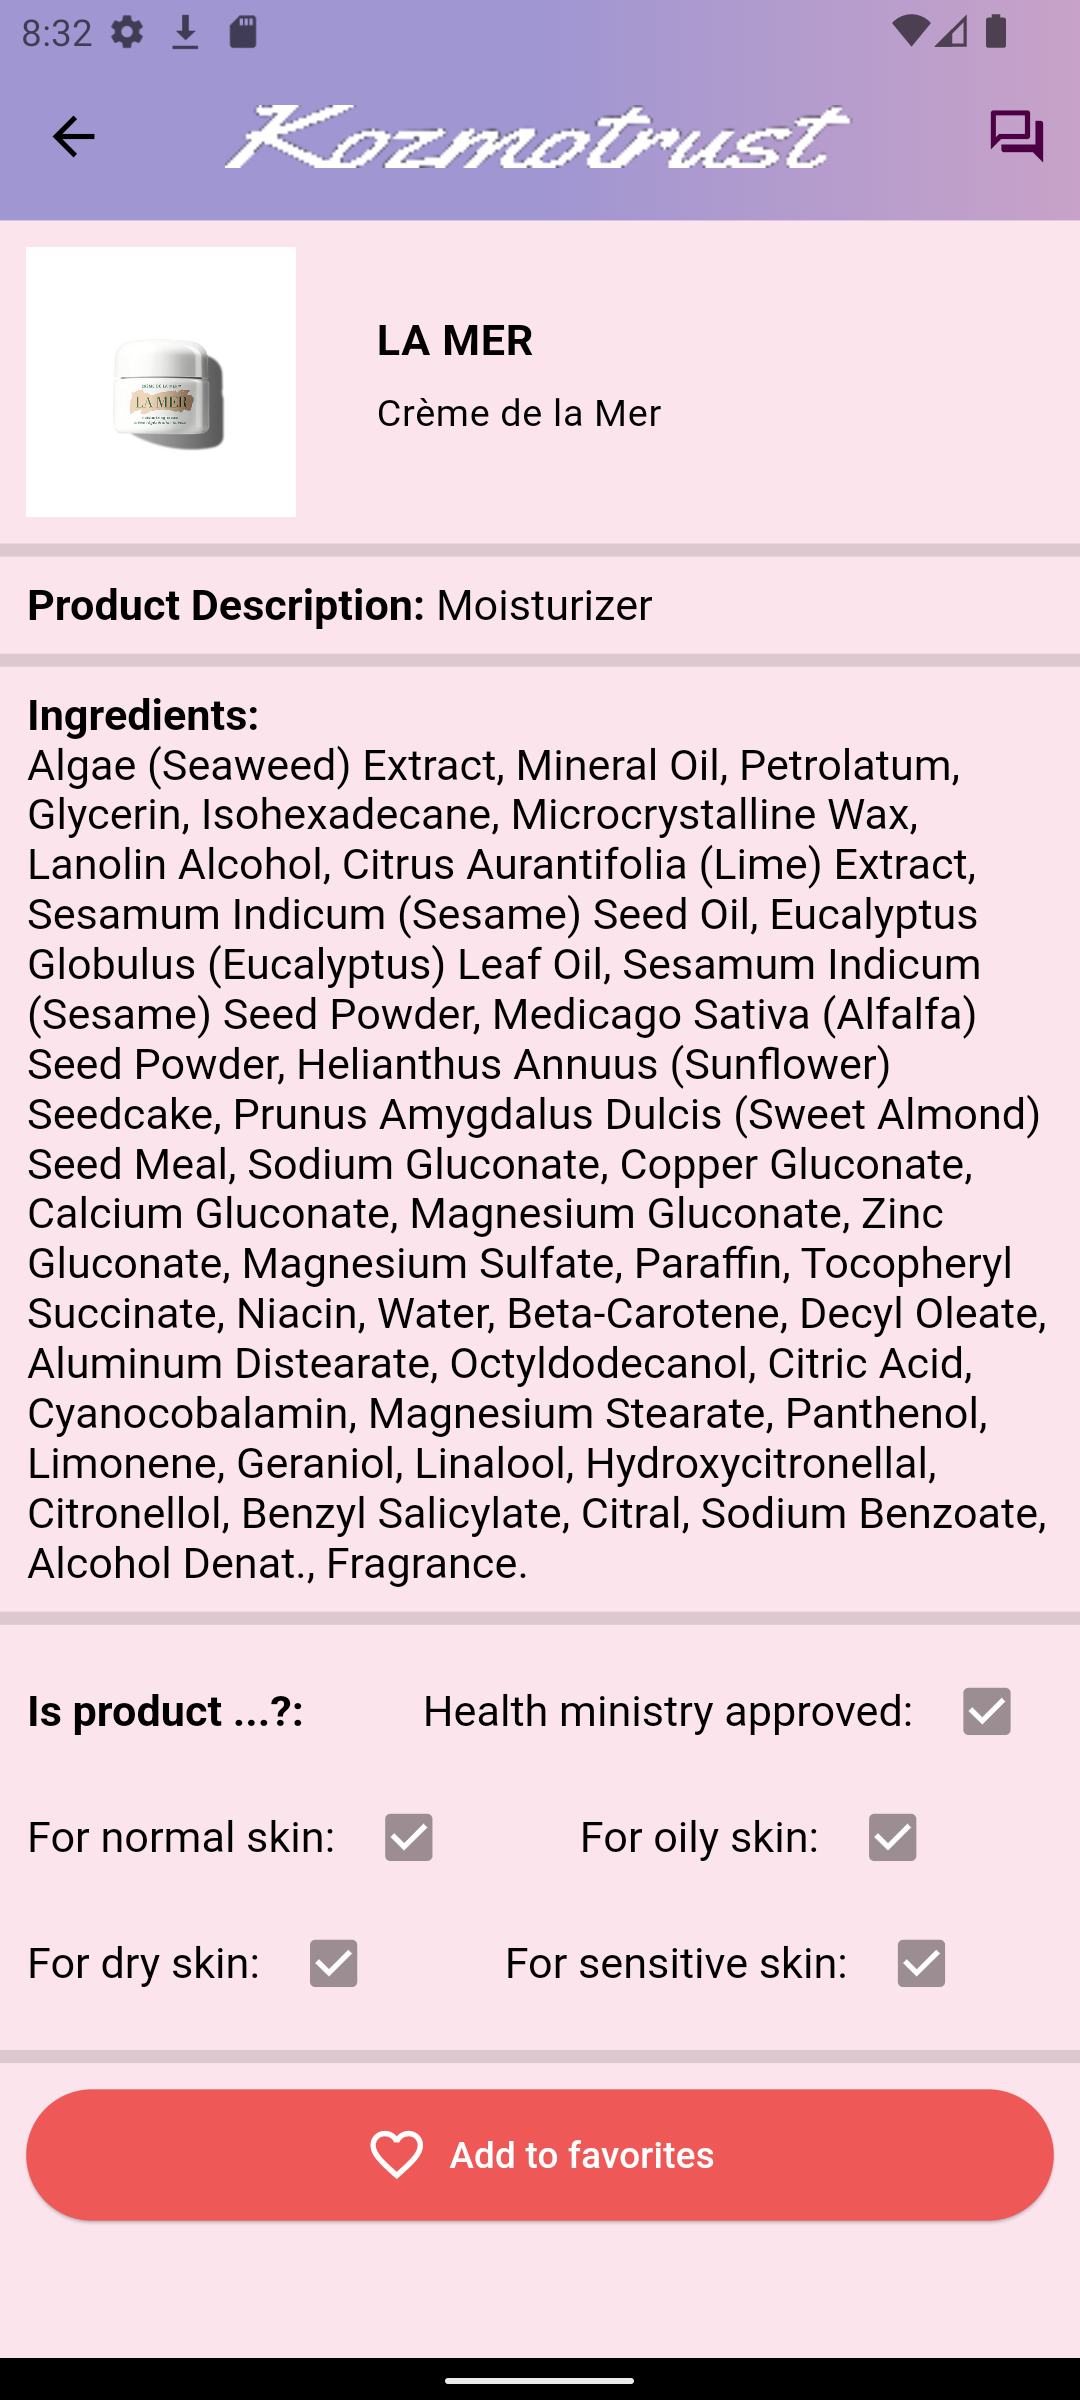 8:32
Kozmotrust
LA MER
LA MER
Crème de la Mer
Product Description: Moisturizer
Ingredients:
Algae (Seaweed) Extract, Mineral Oil, Petrolatum,
Glycerin, Isohexadecane, Microcrystalline Wax,
Lanolin Alcohol, Citrus Aurantifolia (Lime) Extract,
Sesamum Indicum (Sesame) Seed Oil, Eucalyptus
Globulus (Eucalyptus) Leaf Oil, Sesamum Indicum
(Sesame) Seed Powder, Medicago Sativa (Alfalfa)
Seed Powder, Helianthus Annuus (Sunflower)
Seedcake, Prunus Amygdalus Dulcis (Sweet Almond)
Seed Meal, Sodium Gluconate, Copper Gluconate,
Calcium Gluconate, Magnesium Gluconate, Zinc
Gluconate, Magnesium Sulfate, Paraffin, Tocopheryl
Succinate, Niacin, Water, Beta-Carotene, Decyl Oleate,
Aluminum Distearate, Octyldodecanol, Citric Acid,
Cyanocobalamin, Magnesium Stearate, Panthenol,
Limonene, Geraniol, Linalool, Hydroxycitronellal,
Citronellol, Benzyl Salicylate, Citral, Sodium Benzoate,
Alcohol Denat., Fragrance.
Is product ...?: Health ministry approved:
For normal skin: For oily skin:
For dry skin: For sensitive skin:
Add to favorites